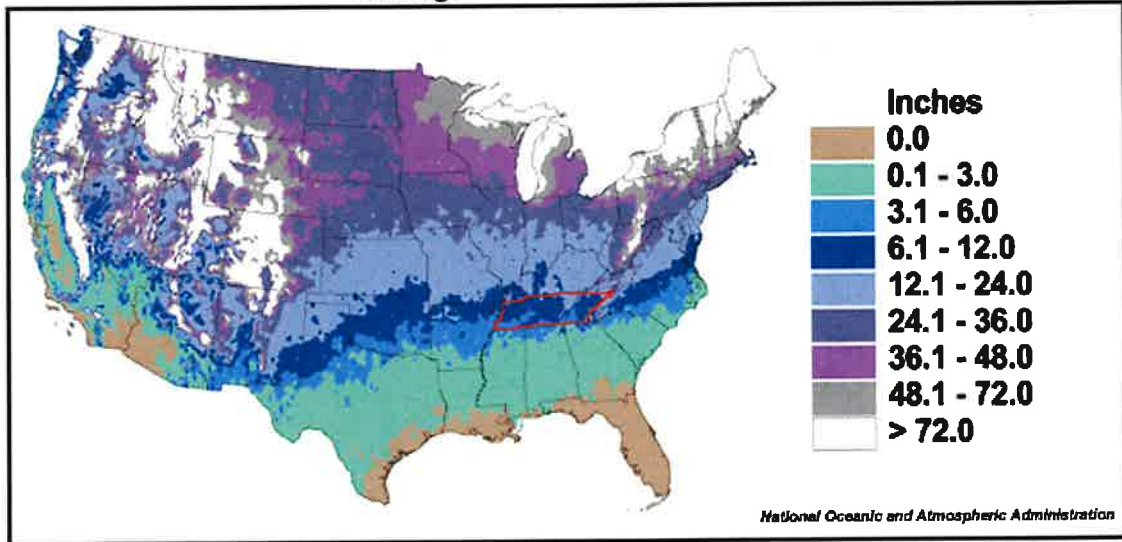 Inches
0.0
0.1 - 3.0
3.1 - 6.0
6.1 - 12.0
12.1 - 24.0
24.1 - 36.0
36.1 - 48.0
48.1 - 72.0
> 72.0
National Oceanic and Atmospheric Administration